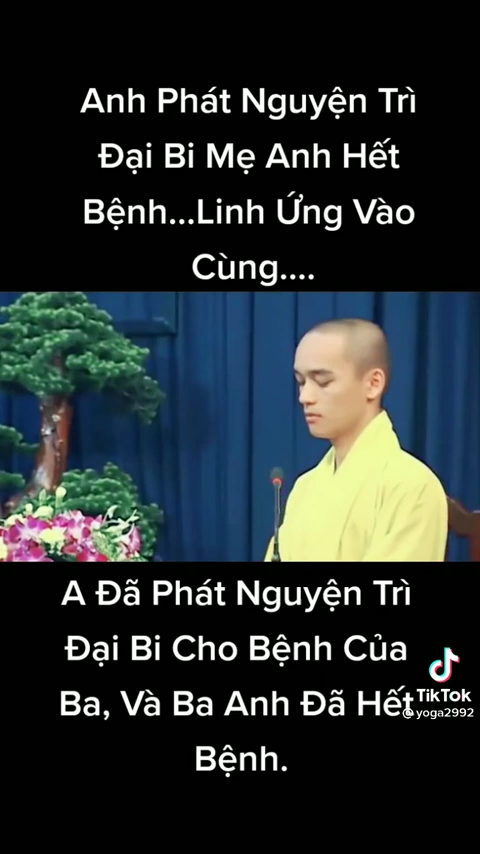 Anh Phát Nguyện Trì
Đại Bi Mẹ Anh Hết
Bệnh...Linh Ứng Vào
Cùng....
A Đã Phát Nguyện Trì
Đại Bi Cho Bệnh Của
Ba, Và Ba Anh Đã Hết
Bệnh.
TikTok
@yoga2992